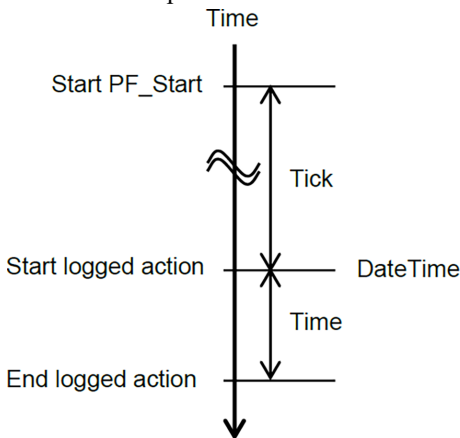 Time
Start PF_Start
Tick
Start logged action
DateTime
Time
End logged action